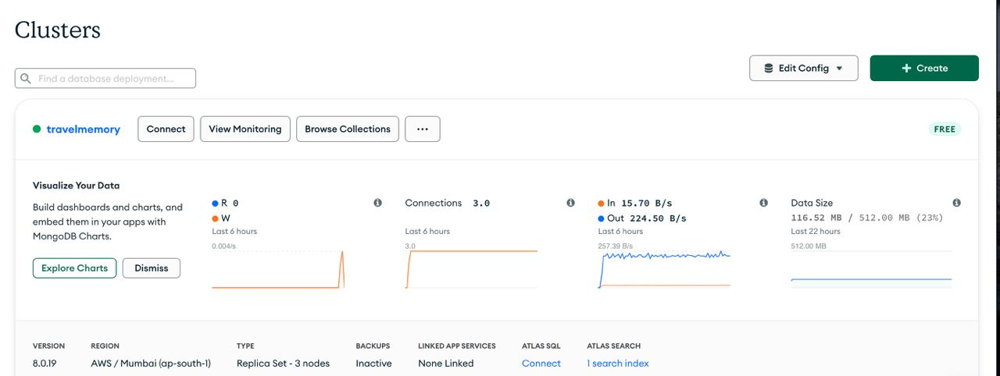 Clusters
Find a database deployment...
Edit Config
+ Create
travelmemory
Connect
View Monitoring
Browse Collections
...
FREE
Visualize Your Data
Build dashboards and charts, and
embed them in your apps with
MongoDB Charts.
Explore Charts
Dismiss
R 0
W
Last 6 hours
0.004/s
Connections 3.0
Last 6 hours
3.0
In 15.70 B/s
Out 224.50 B/s
Last 6 hours
257.39 B/s
Data Size
116.52 MB / 512.00 MB (23%)
Last 22 hours
512.00 MB
VERSION
8.0.19
REGION
AWS / Mumbai (ap-south-1)
TYPE
Replica Set - 3 nodes
BACKUPS
Inactive
LINKED APP SERVICES
None Linked
ATLAS SQL
Connect
ATLAS SEARCH
1 search index